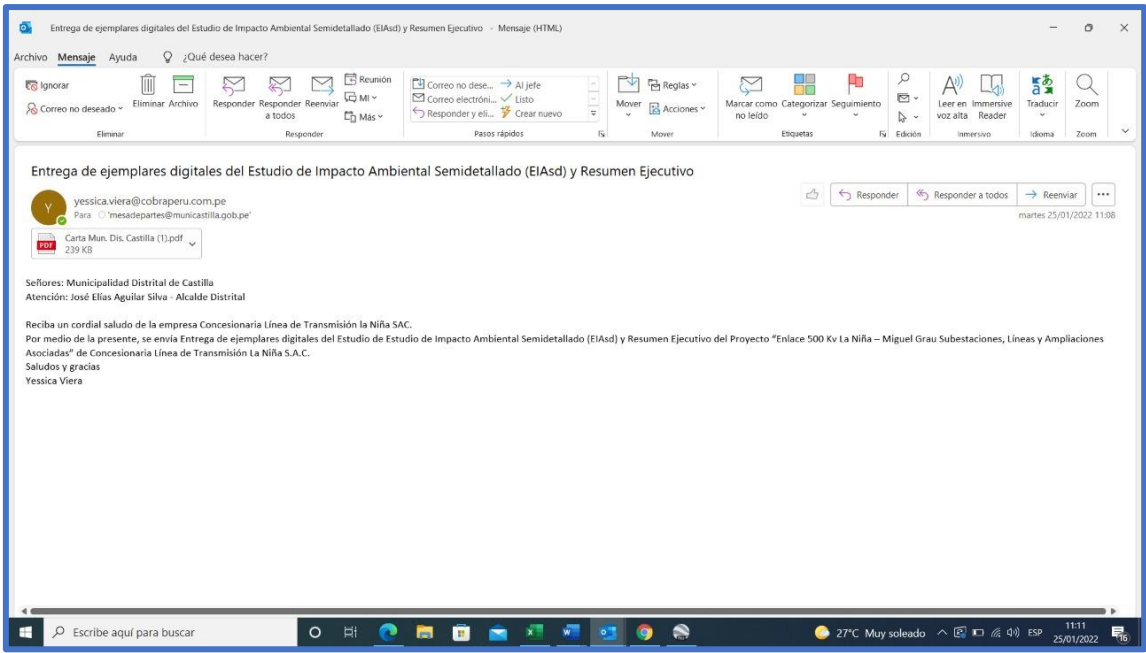 Entrega de ejemplares digitales del Estudio de Impacto Ambiental Semidetallado (EIAsd) y Resumen Ejecutivo - Mensaje (HTML)
Archivo Mensaje Ayuda ¿Qué desea hacer?
Ignorar
Correo no deseado
Eliminar Archivo
Eliminar
Responder Responder a todos Reenviar
Reunión
MI
Más
Responder
Correo no dese... Al jefe
Correo electróni... Listo
Responder y eli... Crear nuevo
Pasos rápidos
Mover
Reglas
Acciones
Mover
Marcar como no leído Categorizar Seguimiento
Etiquetas
Edición
Leer en voz alta Immersive Reader
Inmersivo
Traducir
Idioma
Zoom
Zoom
Entrega de ejemplares digitales del Estudio de Impacto Ambiental Semidetallado (EIAsd) y Resumen Ejecutivo
Y
yessica.viera@cobraperu.com.pe
Para 'mesadepartes@municastilla.gob.pe'
Responder Responder a todos Reenviar ...
martes 25/01/2022 11:08
PDF
Carta Mun. Dis. Castilla (1).pdf
239 KB
Señores: Municipalidad Distrital de Castilla
Atención: José Elías Aguilar Silva - Alcalde Distrital
Reciba un cordial saludo de la empresa Concesionaria Línea de Transmisión la Niña SAC.
Por medio de la presente, se envía Entrega de ejemplares digitales del Estudio de Estudio de Impacto Ambiental Semidetallado (EIAsd) y Resumen Ejecutivo del Proyecto “Enlace 500 Kv La Niña – Miguel Grau Subestaciones, Líneas y Ampliaciones
Asociadas” de Concesionaria Línea de Transmisión La Niña S.A.C.
Saludos y gracias
Yessica Viera
Escribe aquí para buscar
27°C Muy soleado
ESP
11:11
25/01/2022
16